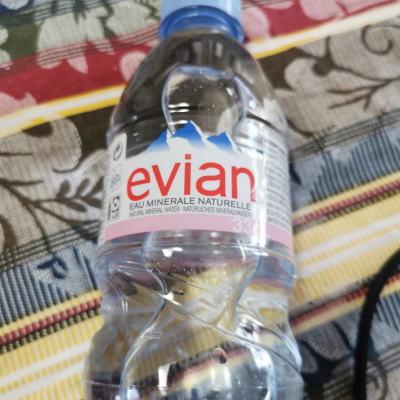 evian
EAU MINERALE NATURELLE
NATURAL MINERAL WATER - NATÜRLICHES MINERALWASSER